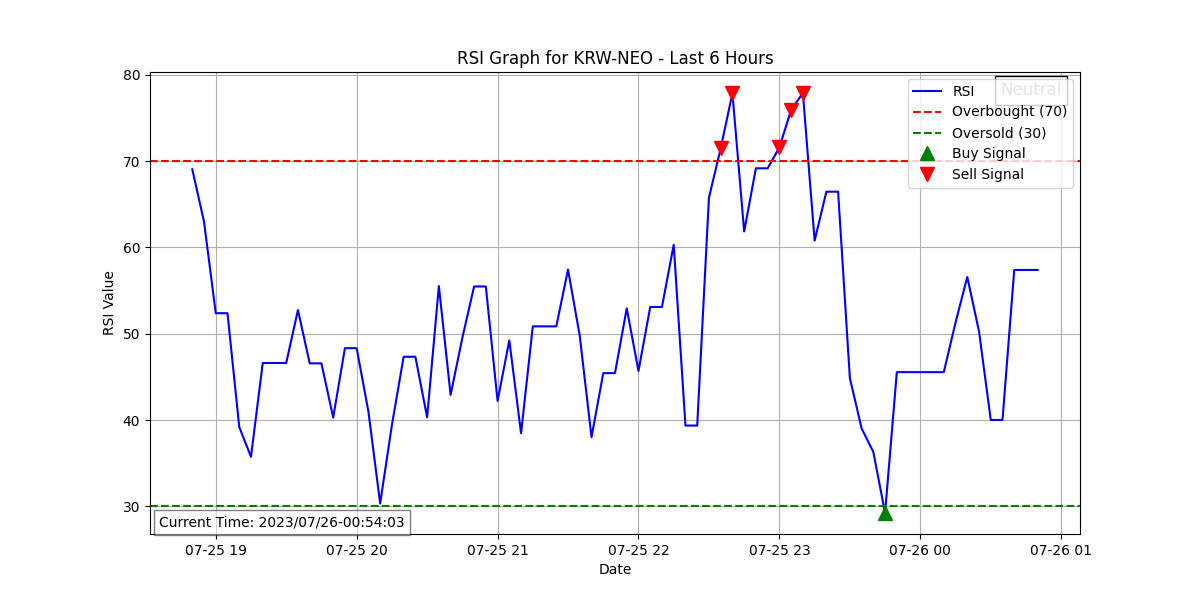 RSI Graph for KRW-NEO - Last 6 Hours
80
70
60
50
40
30
RSI Value
Neutral
RSI
Overbought (70)
Oversold (30)
Buy Signal
Sell Signal
Current Time: 2023/07/26-00:54:03
07-25 19
07-25 20
07-25 21
07-25 22
07-25 23
07-26 00
07-26 01
Date